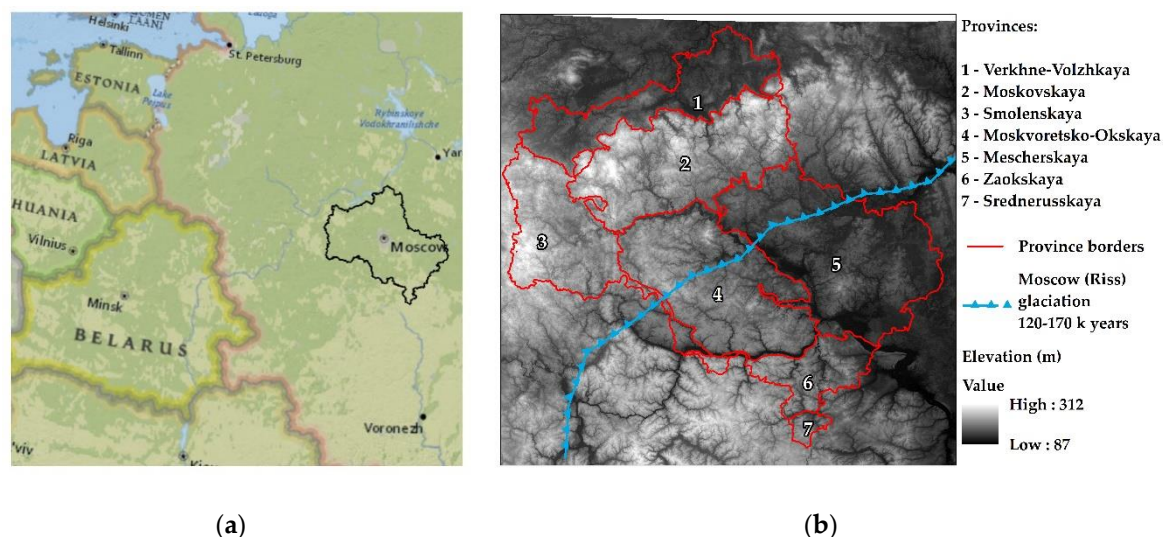 Helsinki
OMEN
LAANI
Tallinn
St. Petersburg
Lazoga
ESTONIA
Lake
Peipus
Rybinskoye
Vodokhranilishche
Riga
LATVIA
Yar
HUANIA
Vilnius
Moscow
Minsk
BELARUS
Voronezh
'viv
(a)
1
2
3
4
5
6
7
(b)
Provinces:
1 - Verkhne-Volzhkaya
2 - Moskovskaya
3 - Smolenskaya
4 - Moskvoretsko-Okskaya
5 - Mescherskaya
6 - Zaokskaya
7 - Srednerusskaya
Province borders
Moscow (Riss)
glaciation
120-170 k years
Elevation (m)
Value
High : 312
Low : 87